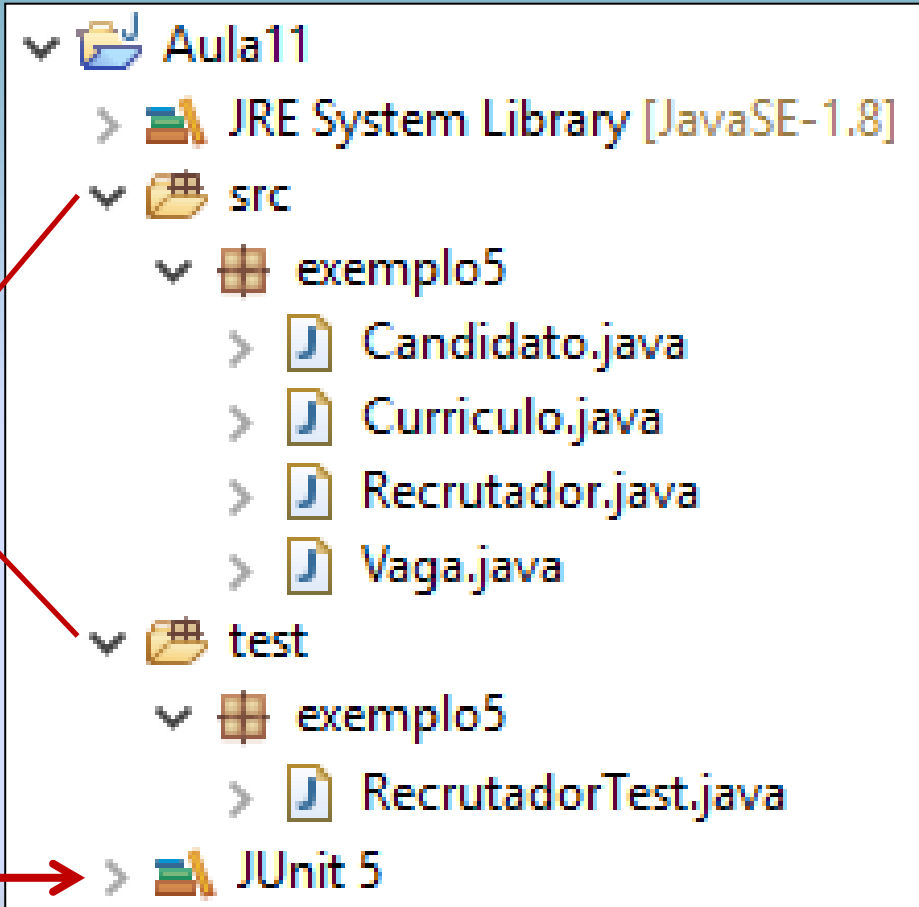 Aula11
JRE System Library [JavaSE-1.8]
src
exemplo5
Candidato.java
Curriculo.java
Recrutador.java
Vaga.java
test
exemplo5
RecrutadorTest.java
JUnit 5